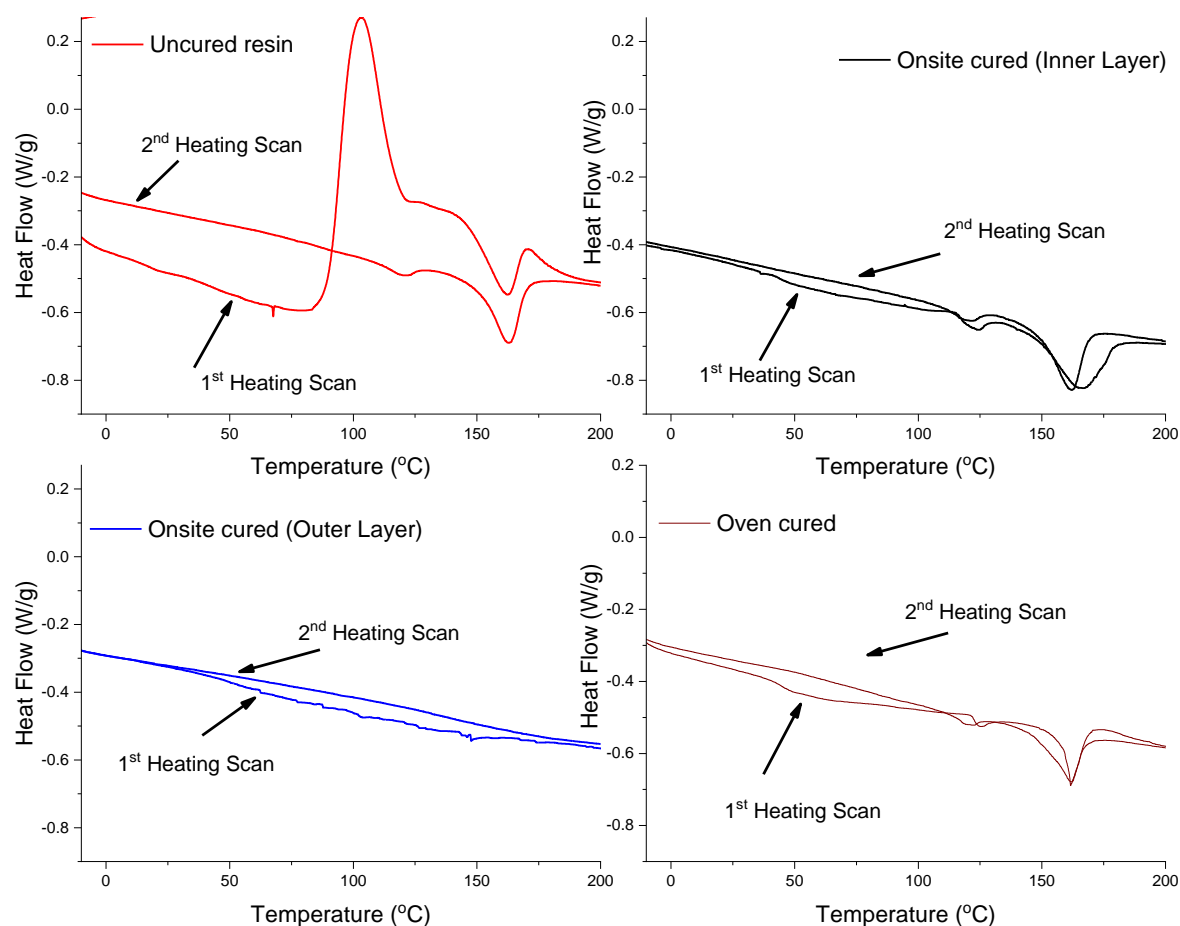 Uncured resin
0.2
0.0
-0.2
-0.4
-0.6
-0.8
Heat Flow (W/g)
2nd Heating Scan
1st Heating Scan
0 50 100 150 200
Temperature (oC)
Onsite cured (Inner Layer)
0.2
0.0
-0.2
-0.4
-0.6
-0.8
Heat Flow (W/g)
2nd Heating Scan
1st Heating Scan
0 50 100 150 200
Temperature (oC)
Onsite cured (Outer Layer)
0.2
0.0
-0.2
-0.4
-0.6
-0.8
Heat Flow (W/g)
2nd Heating Scan
1st Heating Scan
0 50 100 150 200
Temperature (oC)
Oven cured
0.2
0.0
-0.2
-0.4
-0.6
-0.8
Heat Flow (W/g)
2nd Heating Scan
1st Heating Scan
0 50 100 150 200
Temperature (oC)